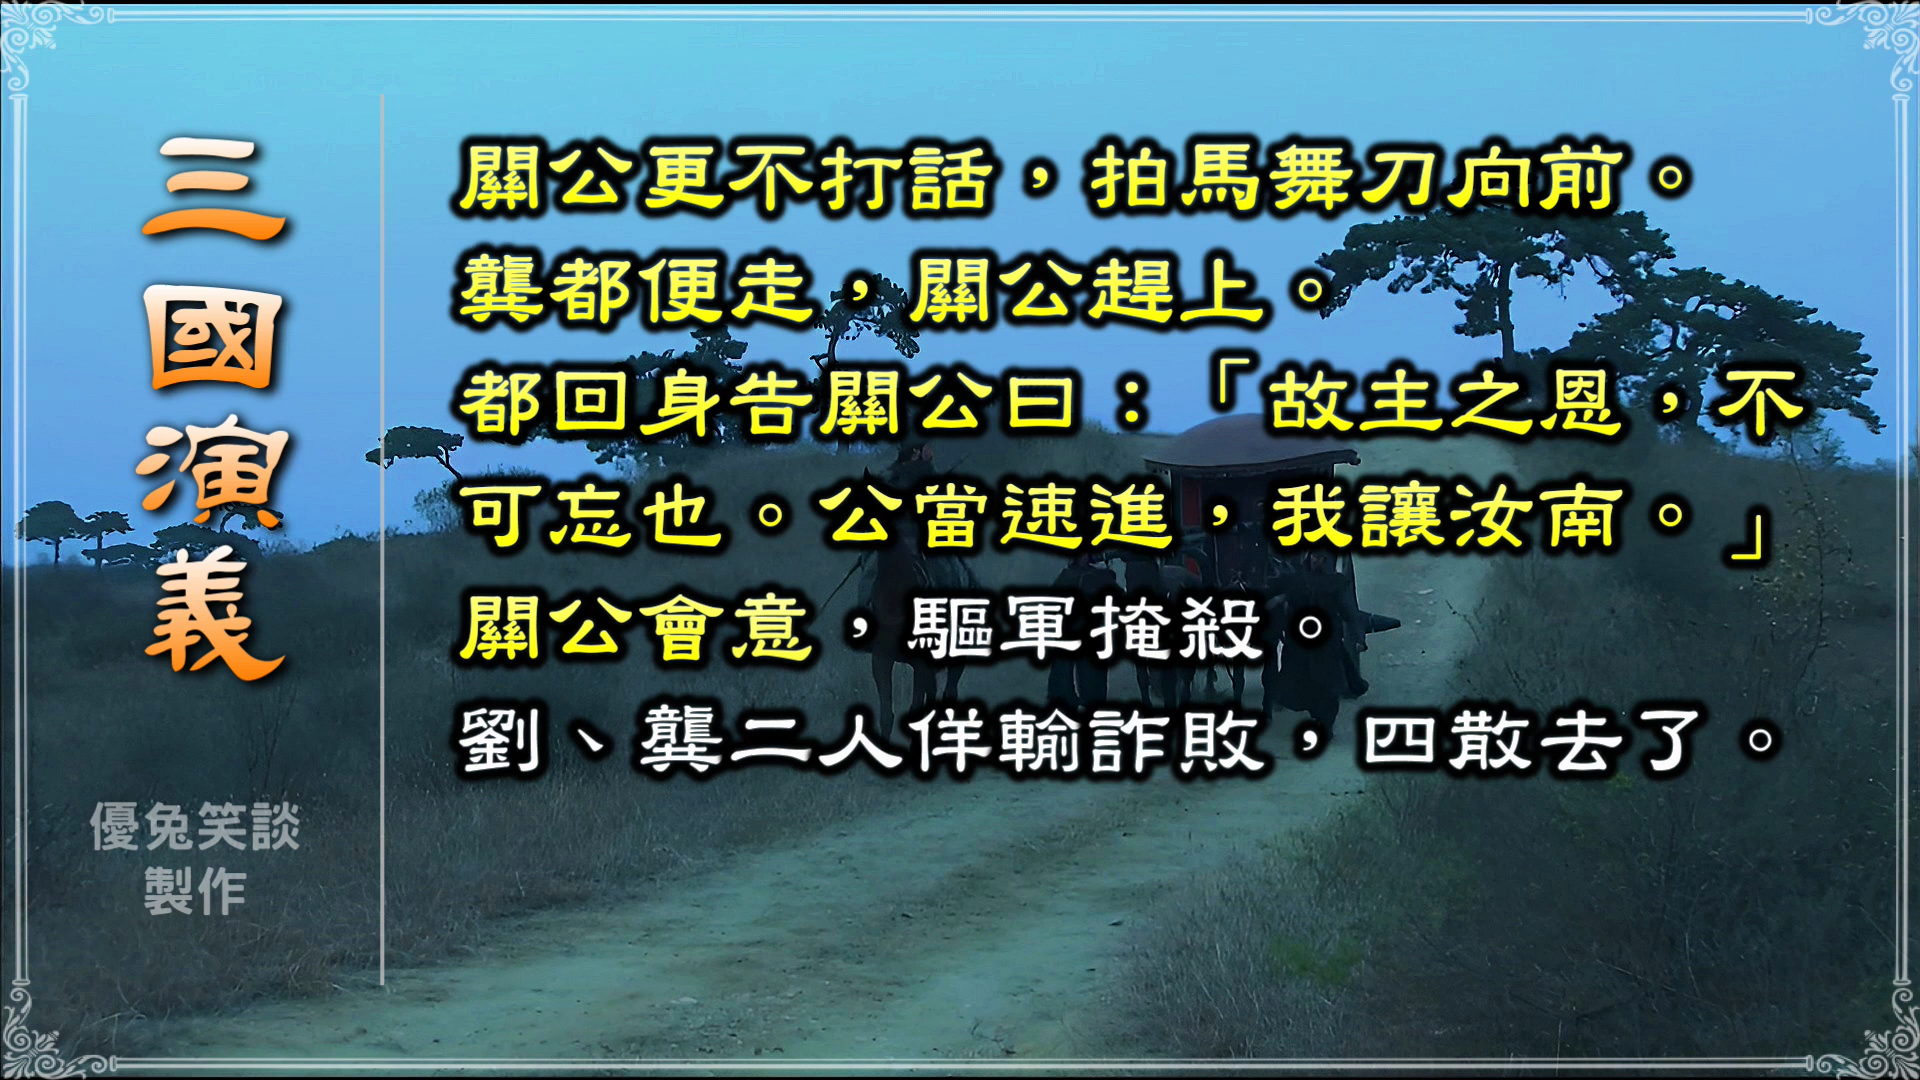 三國演義
優兔笑談
製作
關公更不打話，拍馬舞刀向前。
龔都便走，關公趕上。
都回身告關公曰：「故主之恩，不
可忘也。公當速進，我讓汝南。」
關公會意，驅軍掩殺。
劉、龔二人佯輸詐敗，四散去了。